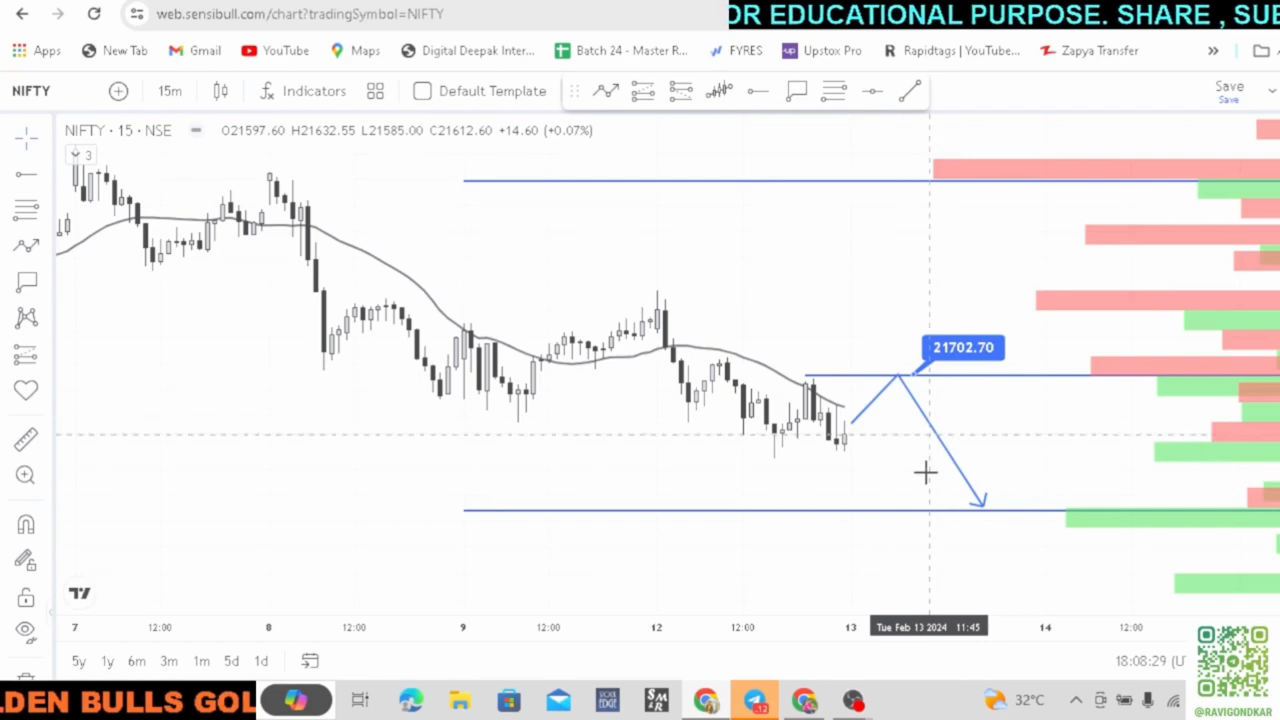 web.sensibull.com/chart?tradingSymbol=NIFTY
OR EDUCATIONAL PURPOSE. SHARE , SU
Apps New Tab Gmail YouTube Maps Digital Deepak Inter... Batch 24 - Master R... FYRES Upstox Pro Rapidtags | YouTube... Zapya Transfer »
NIFTY 15m Indicators Default Template Save
Save
NIFTY · 15 · NSE O21597.60 H21632.55 L21585.00 C21612.60 +14.60 (+0.07%)
3
21702.70
7 12:00 8 12:00 9 12:00 12 12:00 13 Tue Feb 13 2024 11:45 14 12:00
5y 1y 6m 3m 1m 5d 1d 18:08:29 (U
LDEN BULLS GOL
32°C
@RAVIGONDKAR